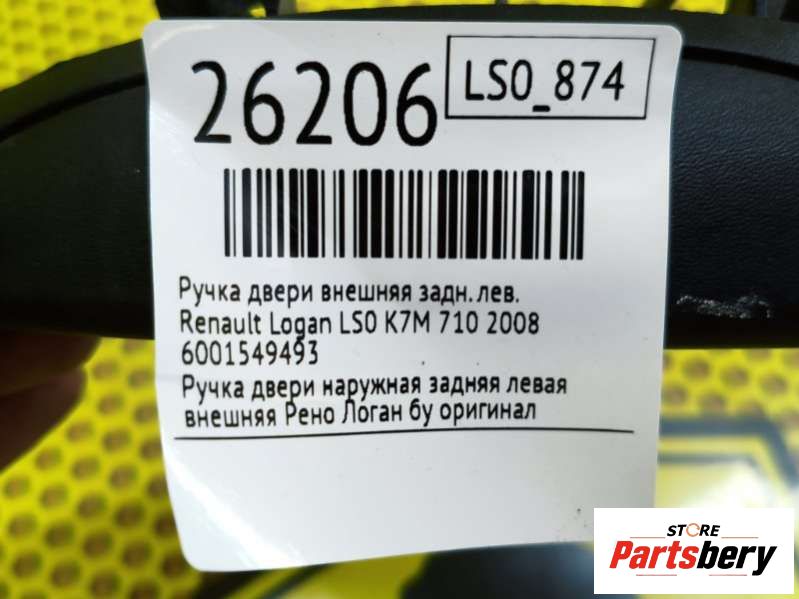 26206
LS0_874
Ручка двери внешняя задн. лев.
Renault Logan LS0 K7M 710 2008
6001549493
Ручка двери наружная задняя левая
внешняя Рено Логан бу оригинал
STORE
Partsbery